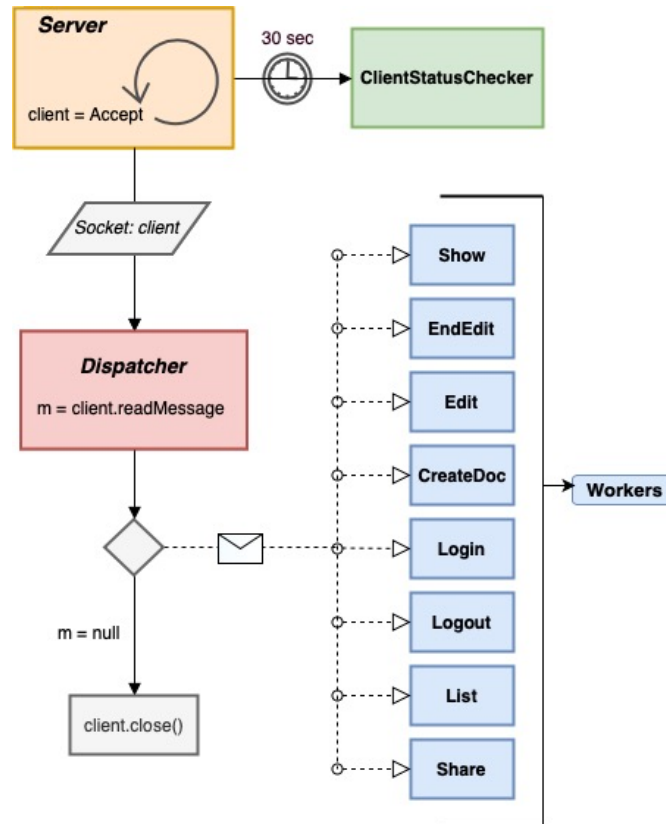 Server
client = Accept
30 sec
ClientStatusChecker
Socket: client
Dispatcher
m = client.readMessage
m = null
client.close()
Show
EndEdit
Edit
CreateDoc
Login
Logout
List
Share
Workers